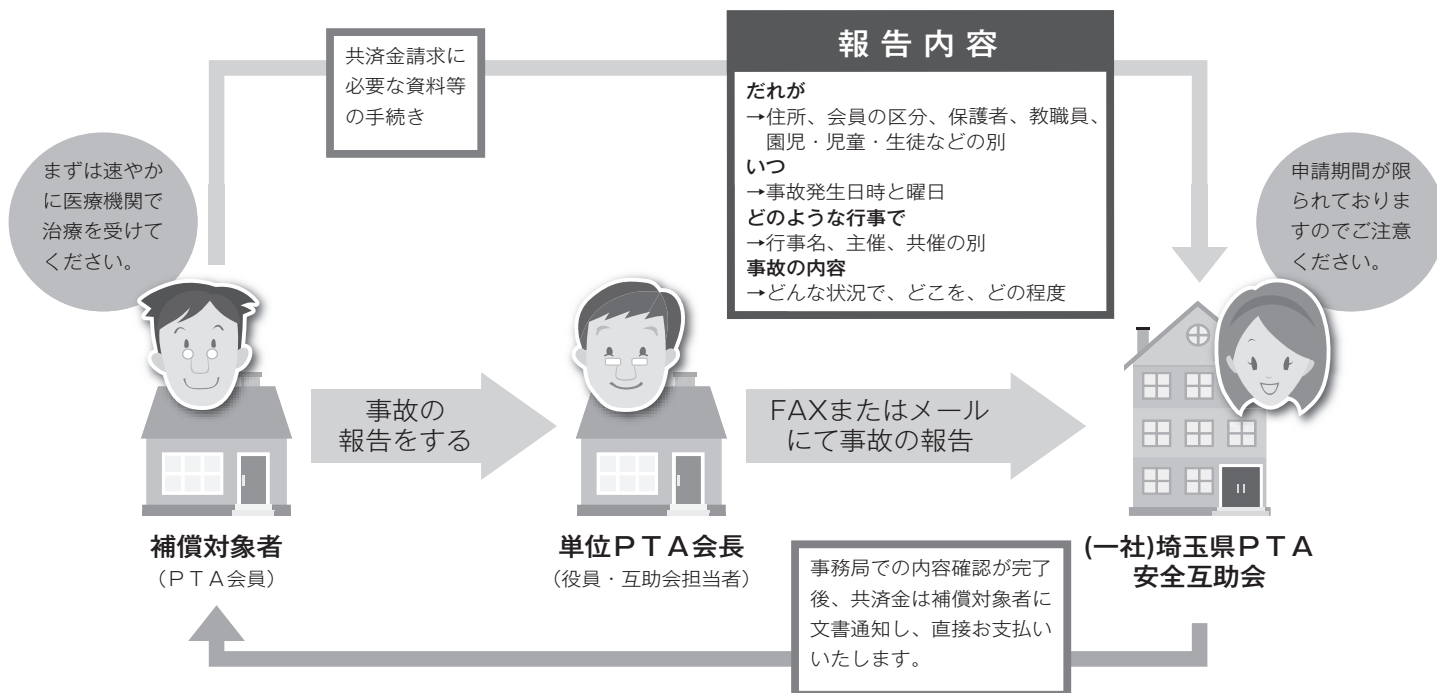 共済金請求に
必要な資料等
の手続き
報告内容
だれが
→住所、会員の区分、保護者、教職員、
園児・児童・生徒などの別
いつ
→事故発生日時と曜日
どのような行事で
→行事名、主催、共催の別
事故の内容
→どんな状況で、どこを、どの程度
まずは速やか
に医療機関で
治療を受けて
ください。
申請期間が限
られておりま
すのでご注意
ください。
事故の
報告をする
FAXまたはメール
にて事故の報告
補償対象者
（ＰＴＡ会員）
単位ＰＴＡ会長
（役員・互助会担当者）
(一社)埼玉県ＰＴＡ
安全互助会
事務局での内容確認が完了
後、共済金は補償対象者に
文書通知し、直接お支払い
いたします。